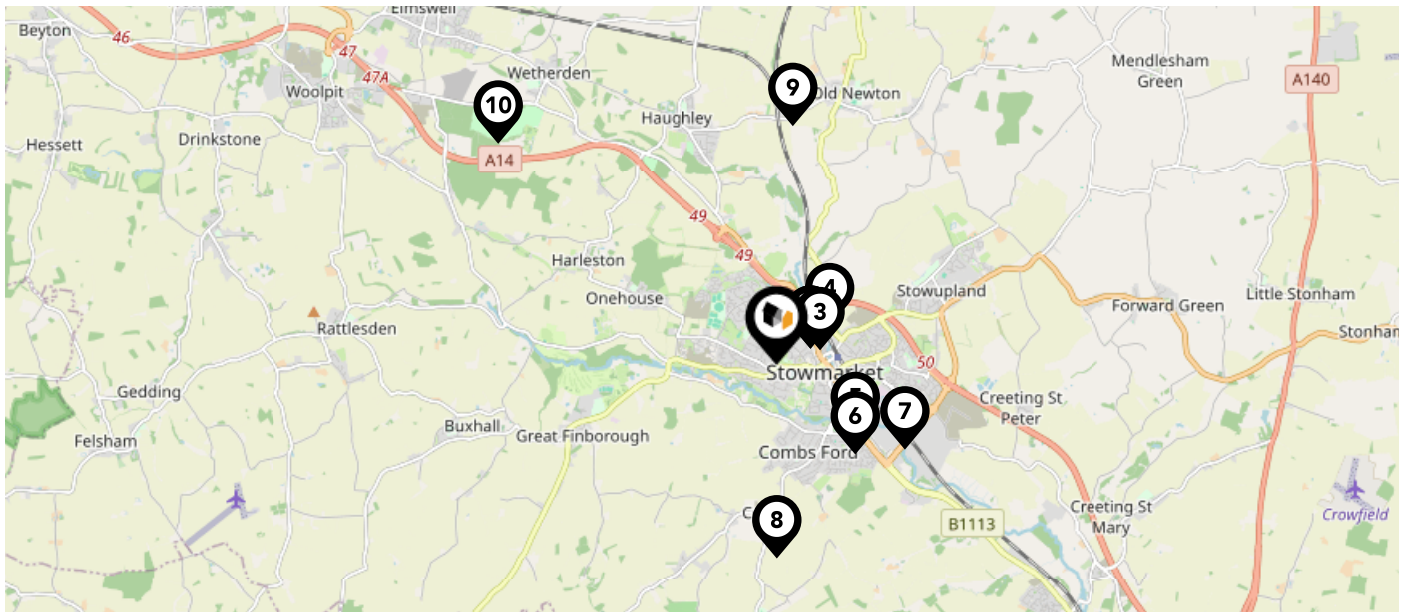 Elmswell
Beyton
46
47
47A
Woolpit
Wetherden
10
9
Old Newton
Mendlesham
Green
A140
Haughley
Drinkstone
Hessett
A14
49
49
Harleston
Onehouse
4
3
Stowupland
Forward Green
Little Stonham
Rattlesden
Stowmarket
50
Gedding
Creeting St
Peter
6
7
Felsham
Buxhall
Great Finborough
Combs Ford
8
B1113
Creeting St
Mary
Crowfield